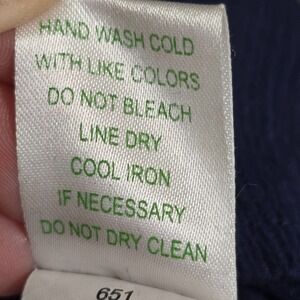 HAND WASH COLD
WITH LIKE COLORS
DO NOT BLEACH
LINE DRY
COOL IRON
IF NECESSARY
DO NOT DRY CLEAN
651